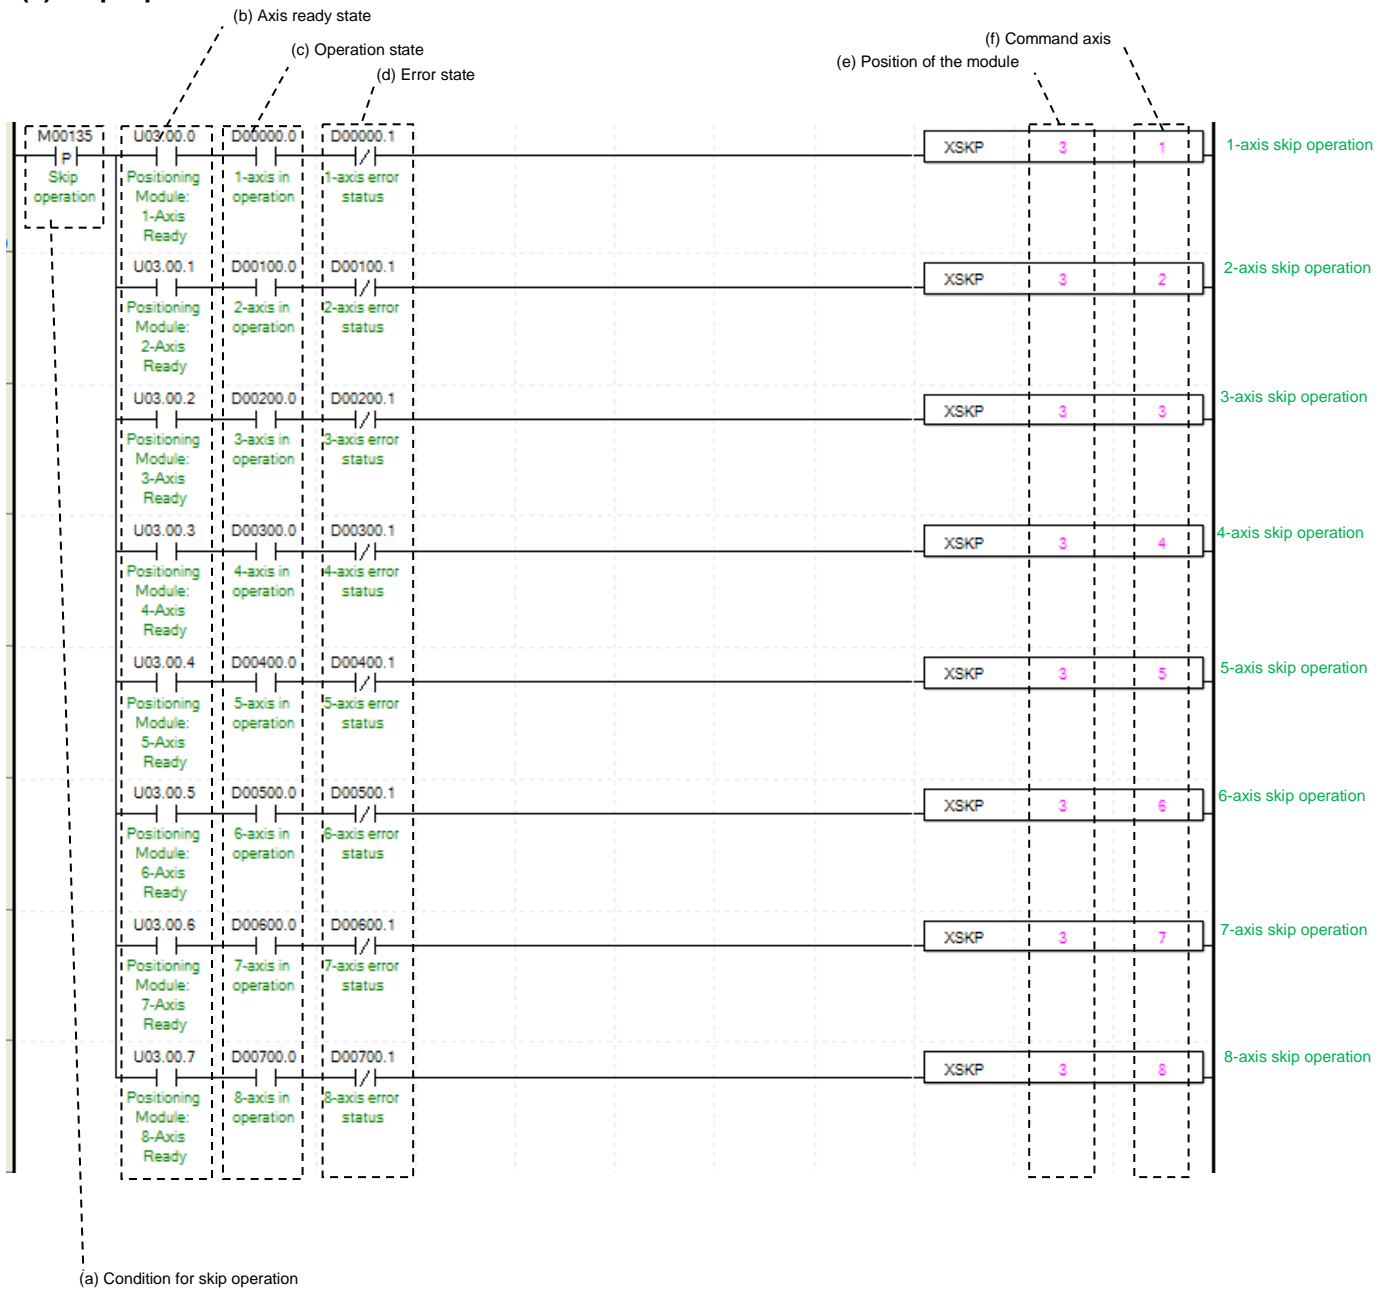 (b) Axis ready state
(c) Operation state
(d) Error state
(f) Command axis
(e) Position of the module
M00135
U03.00.0
D00000.0
D00000.1
P
XSKP 3 1
1-axis skip operation
Skip
operation
Positioning
Module:
1-Axis
Ready
1-axis in
operation
1-axis error
status
U03.00.1
D00100.0
D00100.1
XSKP 3 2
2-axis skip operation
Positioning
Module:
2-Axis
Ready
2-axis in
operation
2-axis error
status
U03.00.2
D00200.0
D00200.1
XSKP 3 3
3-axis skip operation
Positioning
Module:
3-Axis
Ready
3-axis in
operation
3-axis error
status
U03.00.3
D00300.0
D00300.1
XSKP 3 4
4-axis skip operation
Positioning
Module:
4-Axis
Ready
4-axis in
operation
4-axis error
status
U03.00.4
D00400.0
D00400.1
XSKP 3 5
5-axis skip operation
Positioning
Module:
5-Axis
Ready
5-axis in
operation
5-axis error
status
U03.00.5
D00500.0
D00500.1
XSKP 3 6
6-axis skip operation
Positioning
Module:
6-Axis
Ready
6-axis in
operation
6-axis error
status
U03.00.6
D00600.0
D00600.1
XSKP 3 7
7-axis skip operation
Positioning
Module:
7-Axis
Ready
7-axis in
operation
7-axis error
status
U03.00.7
D00700.0
D00700.1
XSKP 3 8
8-axis skip operation
Positioning
Module:
8-Axis
Ready
8-axis in
operation
8-axis error
status
(a) Condition for skip operation